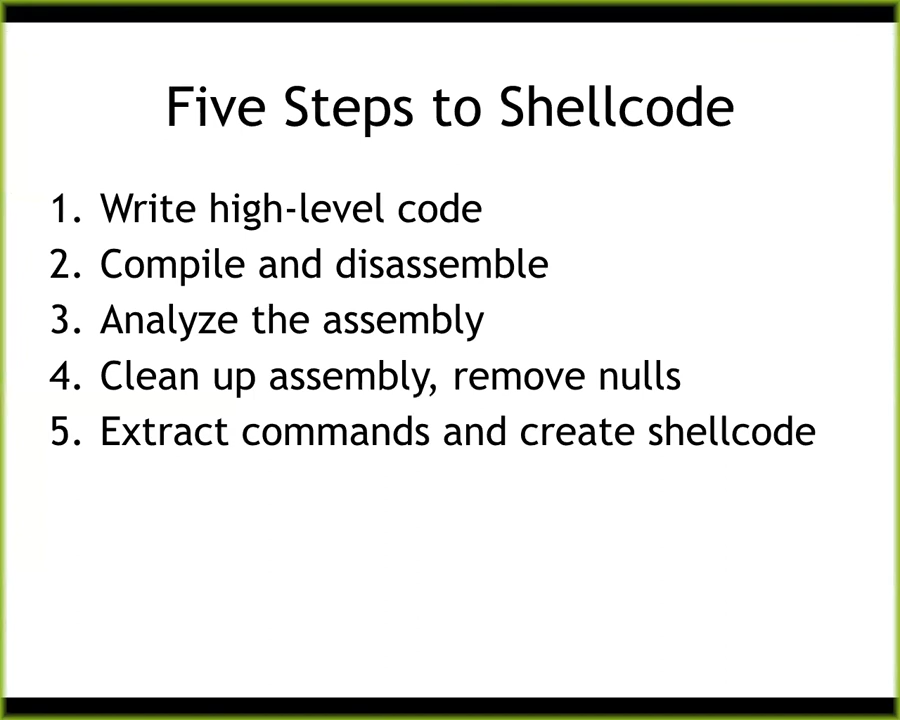 Five Steps to Shellcode
1. Write high-level code
2. Compile and disassemble
3. Analyze the assembly
4. Clean up assembly, remove nulls
5. Extract commands and create shellcode